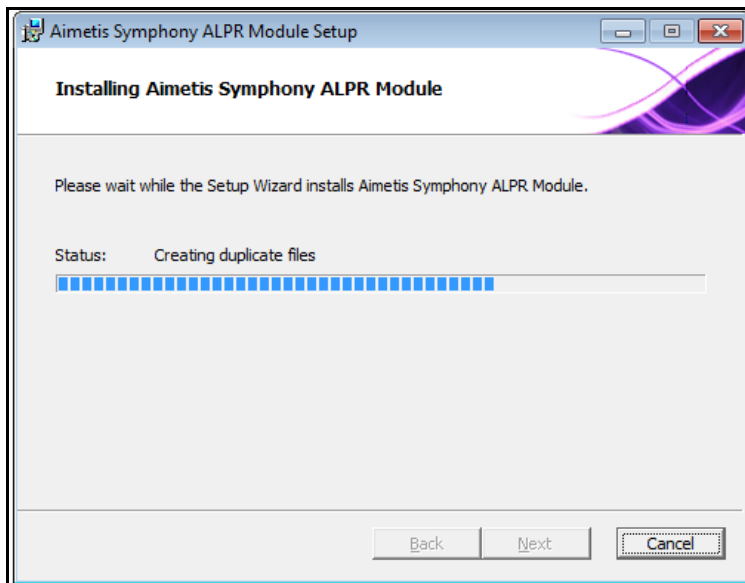 Aimetis Symphony ALPR Module Setup
Installing Aimetis Symphony ALPR Module
Please wait while the Setup Wizard installs Aimetis Symphony ALPR Module.
Status: Creating duplicate files
Back Next Cancel